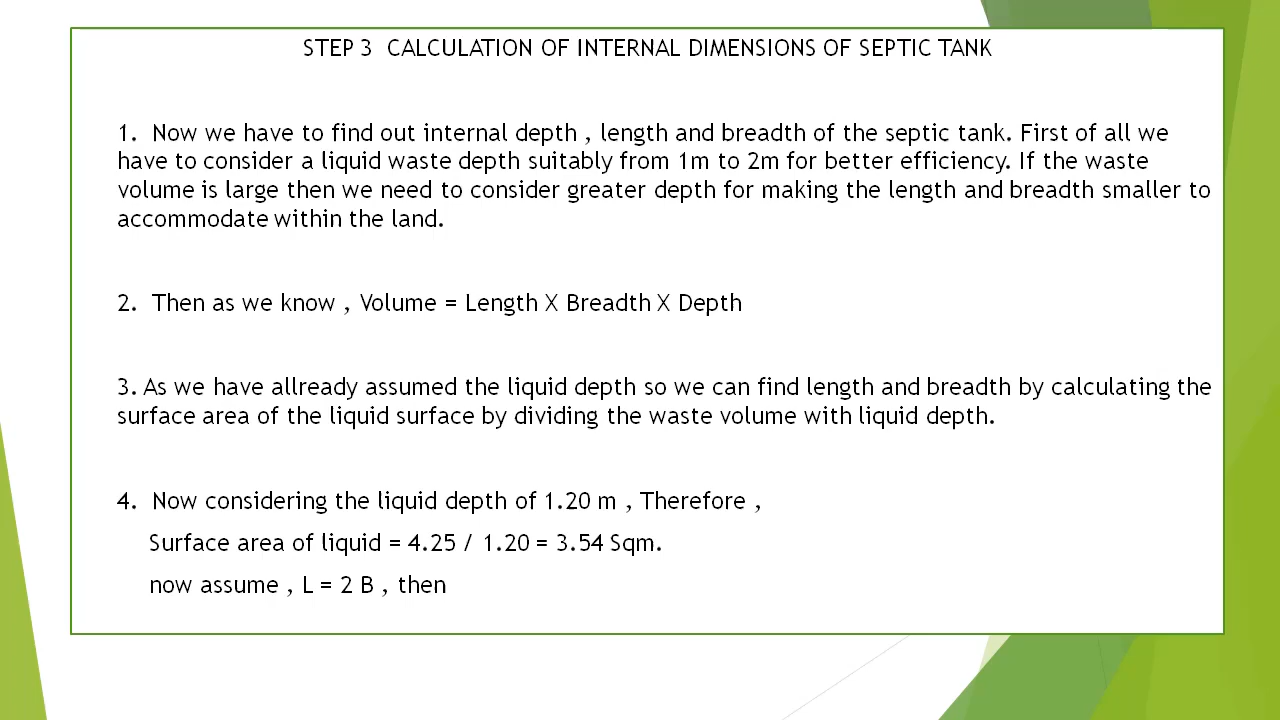 STEP 3  CALCULATION OF INTERNAL DIMENSIONS OF SEPTIC TANK
1.  Now we have to find out internal depth , length and breadth of the septic tank. First of all we
have to consider a liquid waste depth suitably from 1m to 2m for better efficiency. If the waste
volume is large then we need to consider greater depth for making the length and breadth smaller to
accommodate within the land.
2.  Then as we know , Volume = Length X Breadth X Depth
3. As we have allready assumed the liquid depth so we can find length and breadth by calculating the
surface area of the liquid surface by dividing the waste volume with liquid depth.
4.  Now considering the liquid depth of 1.20 m , Therefore ,
Surface area of liquid = 4.25 / 1.20 = 3.54 Sqm.
now assume , L = 2 B , then